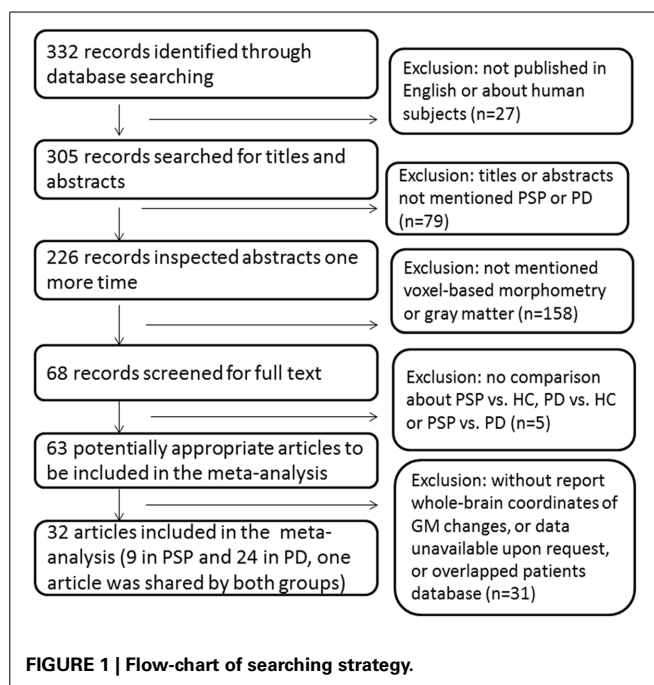 332 records identified through
database searching
Exclusion: not published in
English or about human
subjects (n=27)
305 records searched for titles and
abstracts
Exclusion: titles or abstracts
not mentioned PSP or PD
(n=79)
226 records inspected abstracts one
more time
Exclusion: not mentioned
voxel-based morphometry
or gray matter (n=158)
68 records screened for full text
Exclusion: no comparison
about PSP vs. HC, PD vs. HC
or PSP vs. PD (n=5)
63 potentially appropriate articles to
be included in the meta-analysis
Exclusion: without report
whole-brain coordinates of
GM changes, or data
unavailable upon request,
or overlapped patients
database (n=31)
32 articles included in the meta-
analysis (9 in PSP and 24 in PD, one
article was shared by both groups)
FIGURE 1 | Flow-chart of searching strategy.